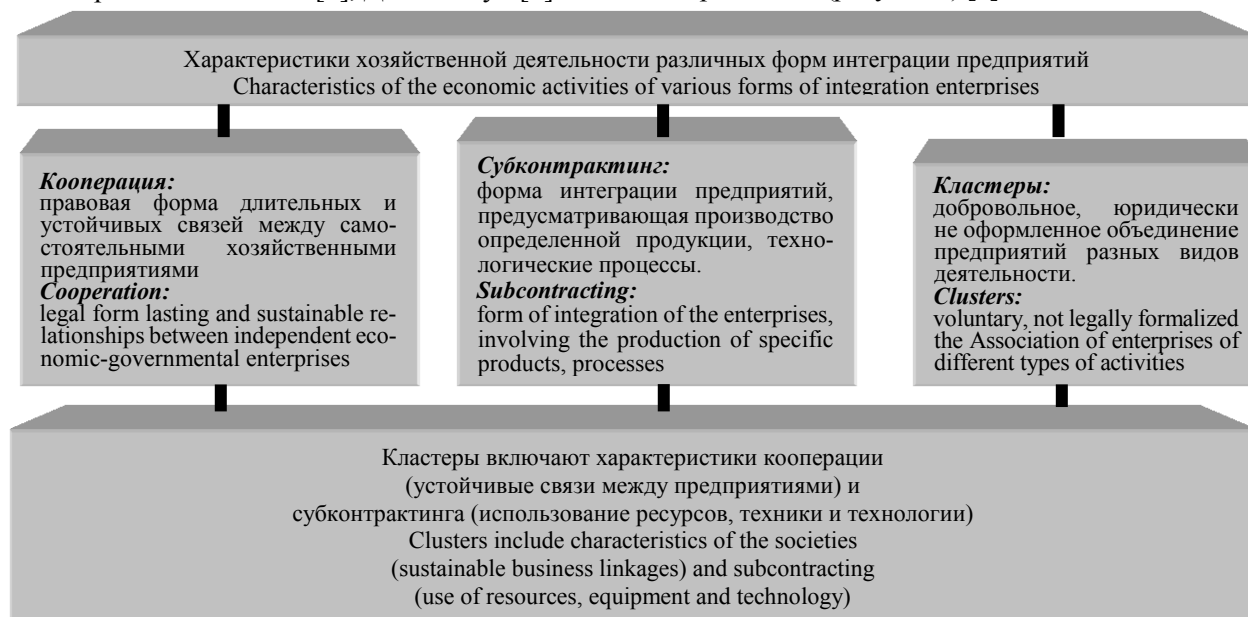 Характеристики хозяйственной деятельности различных форм интеграции предприятий
Characteristics of the economic activities of various forms of integration enterprises
Кооперация:
правовая форма длительных и
устойчивых связей между само-
стоятельными хозяйственными
предприятиями
Cooperation:
legal form lasting and sustainable re-
lationships between independent eco-
nomic-governmental enterprises
Субконтрактинг:
форма интеграции предприятий,
предусматривающая производство
определенной продукции, техно-
логические процессы.
Subcontracting:
form of integration of the enterprises,
involving the production of specific
products, processes
Кластеры:
добровольное, юридически
не оформленное объединение
предприятий разных видов
деятельности.
Clusters:
voluntary, not legally formalized
the Association of enterprises of
different types of activities
Кластеры включают характеристики кооперации
(устойчивые связи между предприятиями) и
субконтрактинга (использование ресурсов, техники и технологии)
Clusters include characteristics of the societies
(sustainable business linkages) and subcontracting
(use of resources, equipment and technology)